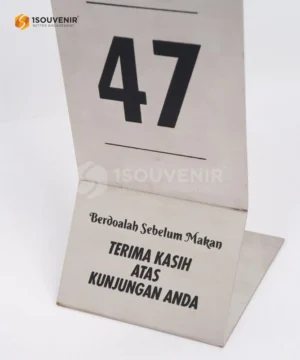 1SOUVENIR
47
1SOUVENIR
Berdoalah Sebelum Makan
TERIMA KASIH
ATAS
KUNJUNGAN ANDA